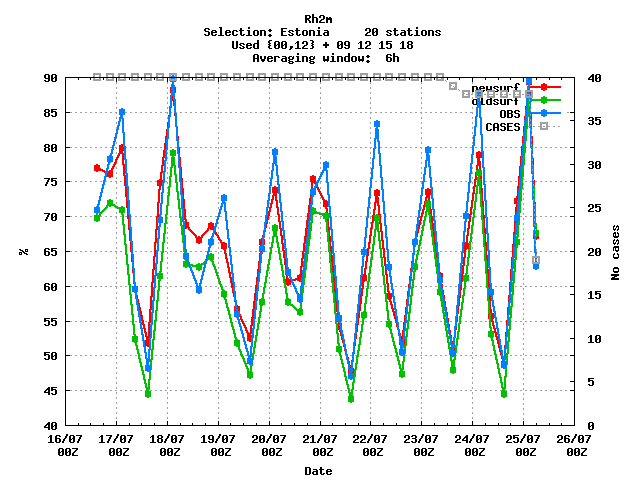 Rh2m
Selection: Estonia 20 stations
Used {00,12} + 09 12 15 18
Averaging window: 6h
90
85
80
75
70
65
60
55
50
45
40
%
40
35
30
25
20
15
10
5
0
No cases
newsurf
oldsurf
OBS
CASES
16/07 17/07 18/07 19/07 20/07 21/07 22/07 23/07 24/07 25/07 26/07
00Z 00Z 00Z 00Z 00Z 00Z 00Z 00Z 00Z 00Z 00Z
Date